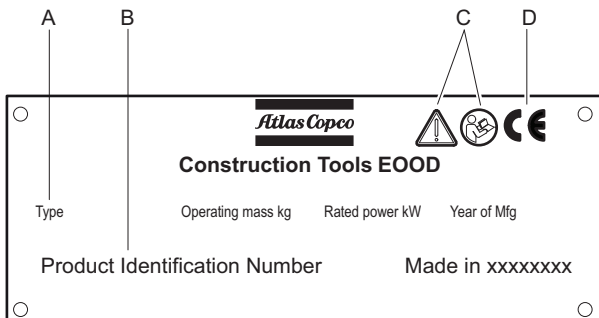 A B C D
Atlas Copco
CE
Construction Tools EOOD
Type Operating mass kg Rated power kW Year of Mfg
Product Identification Number Made in xxxxxxxx